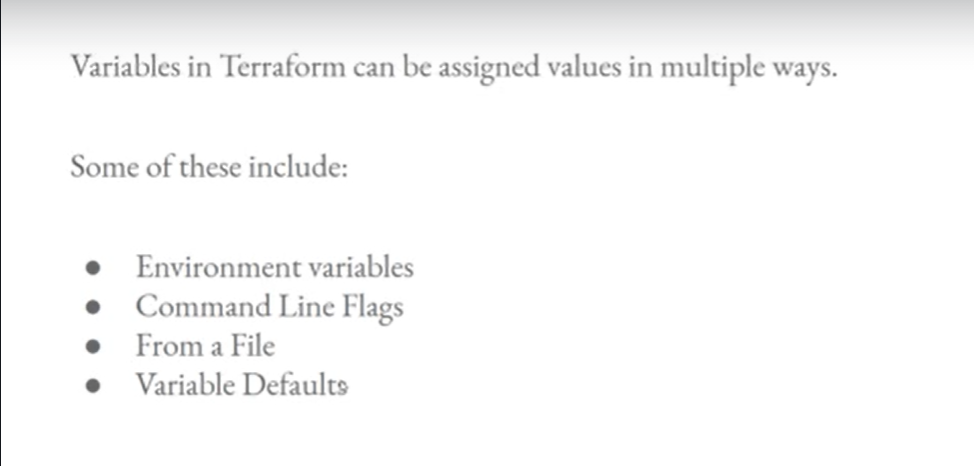 Variables in Terraform can be assigned values in multiple ways.
Some of these include:
● Environment variables
● Command Line Flags
● From a File
● Variable Defaults